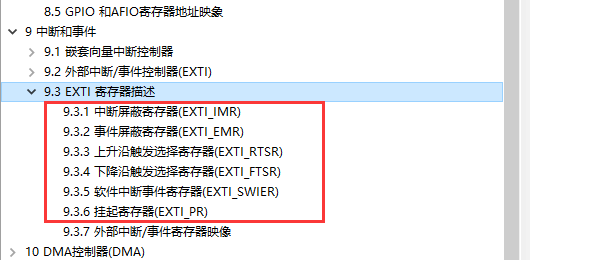 8.5 GPIO 和AFIO寄存器地址映象
9 中断和事件
9.1 嵌套向量中断控制器
9.2 外部中断/事件控制器(EXTI)
9.3 EXTI 寄存器描述
9.3.1 中断屏蔽寄存器(EXTI_IMR)
9.3.2 事件屏蔽寄存器(EXTI_EMR)
9.3.3 上升沿触发选择寄存器(EXTI_RTSR)
9.3.4 下降沿触发选择寄存器(EXTI_FTSR)
9.3.5 软件中断事件寄存器(EXTI_SWIER)
9.3.6 挂起寄存器(EXTI_PR)
9.3.7 外部中断/事件寄存器映像
10 DMA控制器(DMA)